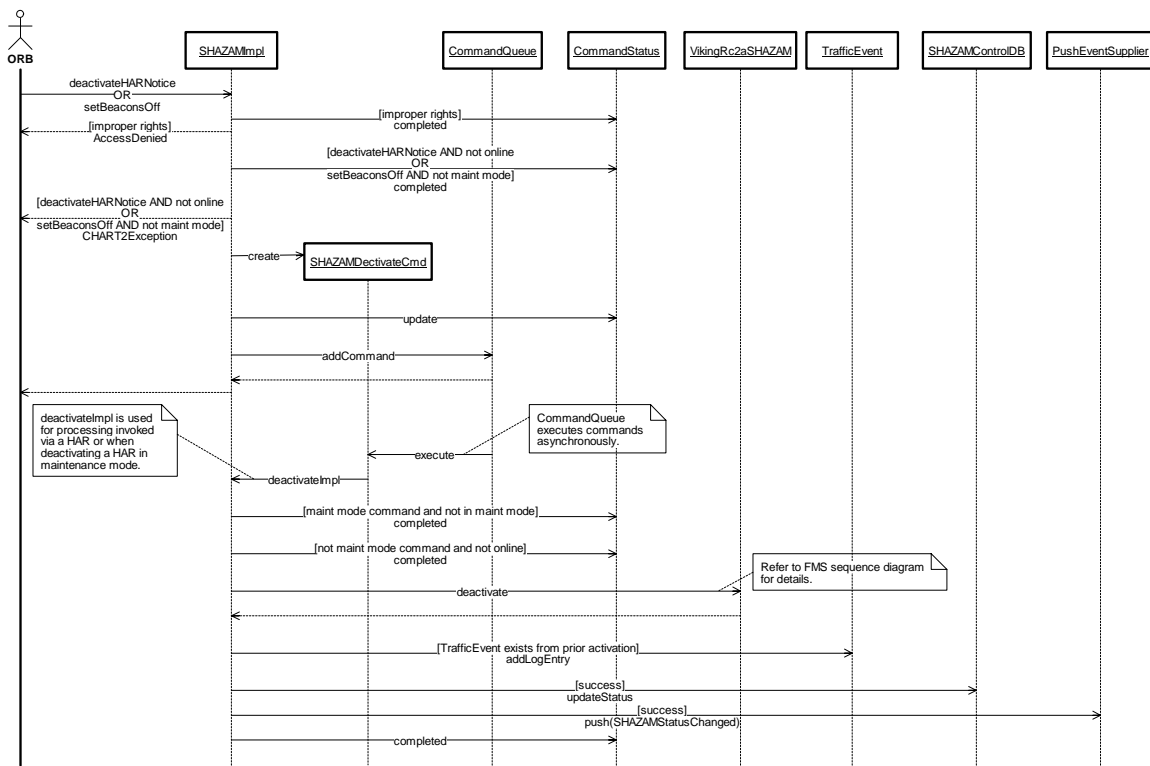 ORB
SHAZAMImpl
CommandQueue
CommandStatus
VikingRc2aSHAZAM
TrafficEvent
SHAZAMControlDB
PushEventSupplier
deactivateHARNotice
OR
setBeaconsOff
[improper rights]
completed
[improper rights]
AccessDenied
[deactivateHARNotice AND not online
OR
setBeaconsOff AND not maint mode]
completed
[deactivateHARNotice AND not online
OR
setBeaconsOff AND not maint mode]
CHART2Exception
create
SHAZAMDectivateCmd
update
addCommand
deactivateImpl is used
for processing invoked
via a HAR or when
deactivating a HAR in
maintenance mode.
CommandQueue
executes commands
asynchronously.
execute
deactivateImpl
[maint mode command and not in maint mode]
completed
[not maint mode command and not online]
completed
Refer to FMS sequence diagram
for details.
deactivate
[TrafficEvent exists from prior activation]
addLogEntry
[success]
updateStatus
[success]
push(SHAZAMStatusChanged)
completed